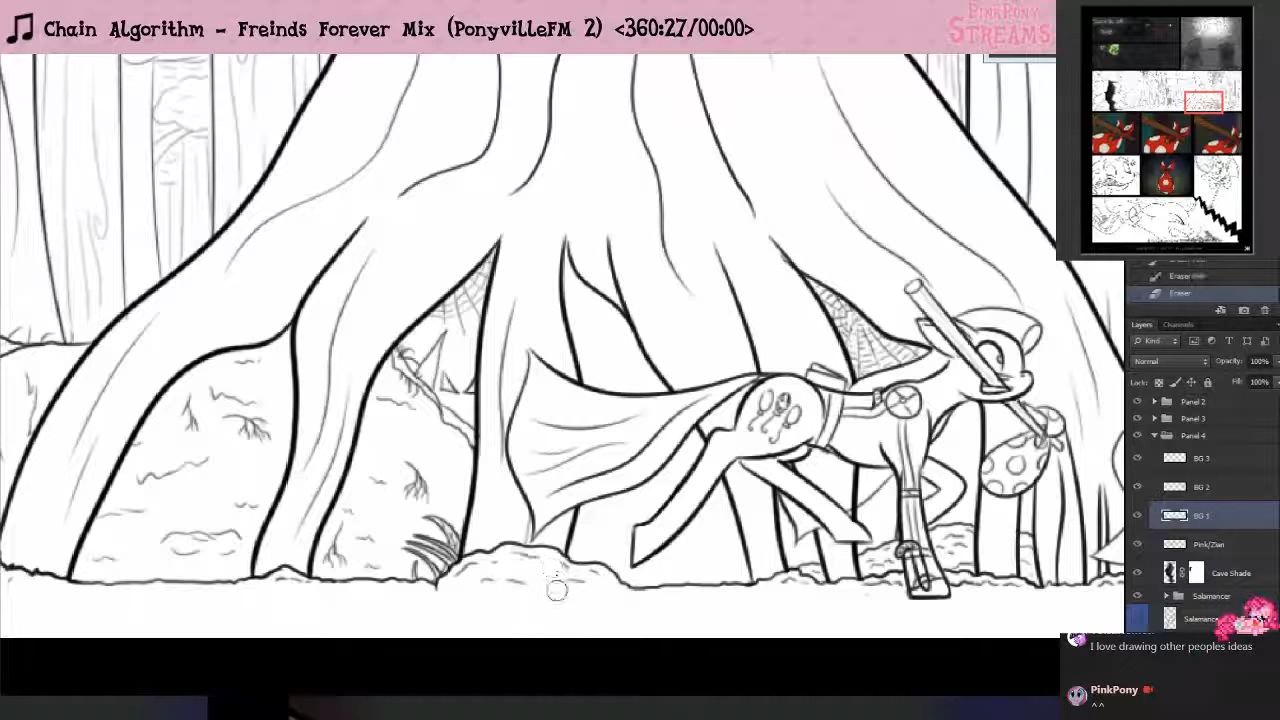 Chain Algorithm - Freinds Forever Mix (PonyvilleFM 2) <360:27/00:00>
PinkPony
STREAMS
Eraser
Eraser
Layers Channels
Kind
Normal Opacity: 100%
Lock: Fill: 100%
Panel 2
Panel 3
Panel 4
BG 3
BG 2
BG 1
Pink/Zian
Cave Shade
Salamancer
I love drawing other peoples ideas
PinkPony
^^